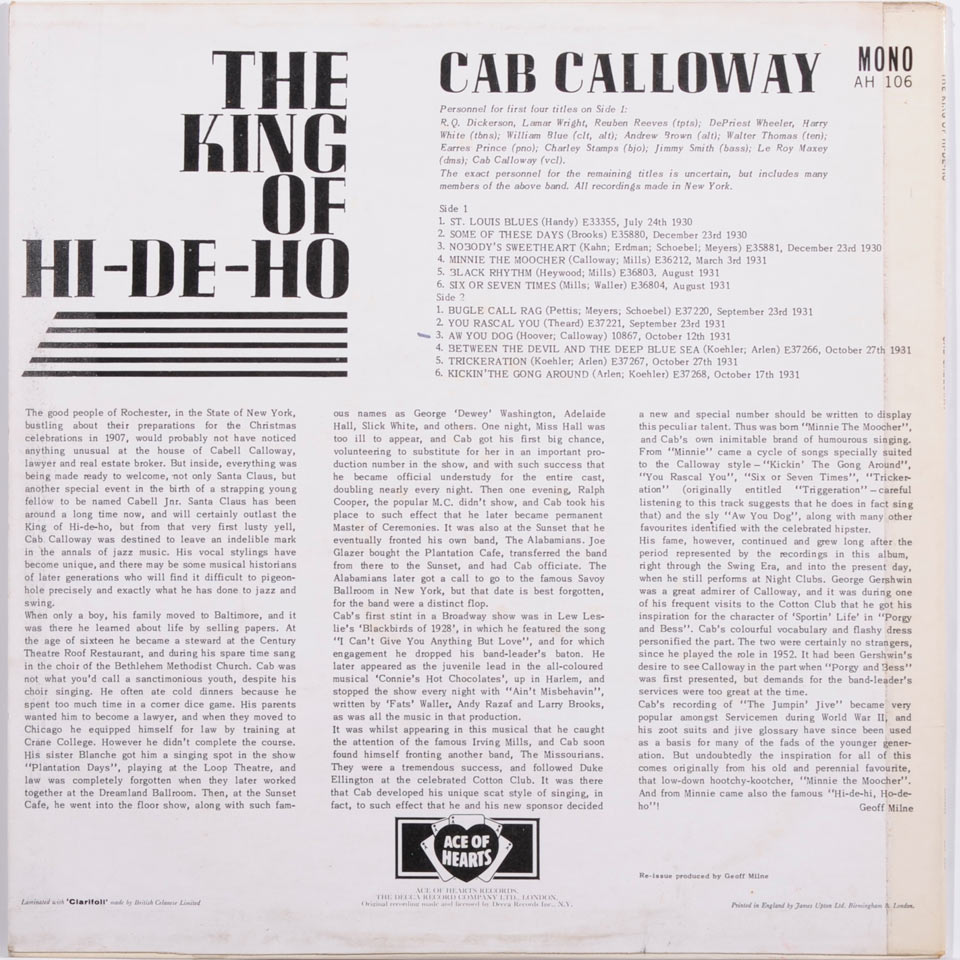 THE
KING
OF
HI-DE-HO
CAB CALLOWAY
MONO
AH 106
Personnel for first four titles on Side 1:
R.Q. Dickerson, Lamar Wright, Reuben Reeves (tpts); DePriest Wheeler, Harry
White (tbns); William Blue (clt, alt); Andrew Brown (alt); Walter Thomas (ten);
Earres Prince (pno); Charley Stamps (bjo); Jimmy Smith (bass); Le Roy Maxey
(dms); Cab Calloway (vcl).
The exact personnel for the remaining titles is uncertain, but includes many
members of the above band. All recordings made in New York.
Side 1
1. ST. LOUIS BLUES (Handy) E33355, July 24th 1930
2. SOME OF THESE DAYS (Brooks) E35880, December 23rd 1930
3. NOBODY'S SWEETHEART (Kahn; Erdman; Schoebel; Meyers) E35881, December 23rd 1930
4. MINNIE THE MOOCHER (Calloway; Mills) E36212, March 3rd 1931
5. BLACK RHYTHM (Heywood; Mills) E36803, August 1931
6. SIX OR SEVEN TIMES (Mills; Waller) E36804, August 1931
Side 2
1. BUGLE CALL RAG (Pettis; Meyers; Schoebel) E37220, September 23rd 1931
2. YOU RASCAL YOU (Theard) E37221, September 23rd 1931
3. AW YOU DOG (Hoover; Calloway) 10867, October 12th 1931
4. BETWEEN THE DEVIL AND THE DEEP BLUE SEA (Koehler; Arlen) E37266, October 27th 1931
5. TRICKERATION (Koehler; Arlen) E37267, October 27th 1931
6. KICKIN'THE GONG AROUND (Arlen; Koehler) E37268, October 17th 1931
The good people of Rochester, in the State of New York,
bustling about their preparations for the Christmas
celebrations in 1907, would probably not have noticed
anything unusual at the house of Cabell Calloway,
lawyer and real estate broker. But inside, everything was
being made ready to welcome, not only Santa Claus, but
another special event in the birth of a strapping young
fellow to be named Cabell Jnr. Santa Claus has been
around a long time now, and will certainly outlast the
King of Hi-de-ho, but from that very first lusty yell,
Cab Calloway was destined to leave an indelible mark
in the annals of jazz music. His vocal stylings have
become unique, and there may be some musical historians
of later generations who will find it difficult to pigeon-
hole precisely and exactly what he has done to jazz and
swing.
When only a boy, his family moved to Baltimore, and it
was there he learned about life by selling papers. At
the age of sixteen he became a steward at the Century
Theatre Roof Restaurant, and during his spare time sang
in the choir of the Bethlehem Methodist Church. Cab was
not what you'd call a sanctimonious youth, despite his
choir singing. He often ate cold dinners because he
spent too much time in a corner dice game. His parents
wanted him to become a lawyer, and when they moved to
Chicago he equipped himself for law by training at
Crane College. However he didn't complete the course.
His sister Blanche got him a singing spot in the show
"Plantation Days", playing at the Loop Theatre, and
law was completely forgotten when they later worked
together at the Dreamland Ballroom. Then, at the Sunset
Cafe, he went into the floor show, along with such fam-
ous names as George 'Dewey' Washington, Adelaide
Hall, Slick White, and others. One night, Miss Hall was
too ill to appear, and Cab got his first big chance,
volunteering to substitute for her in an important pro-
duction number in the show, and with such success that
he became official understudy for the entire cast,
doubling nearly every night. Then one evening, Ralph
Cooper, the popular M.C. didn't show, and Cab took his
place to such effect that he later became permanent
Master of Ceremonies. It was also at the Sunset that he
eventually fronted his own band, The Alabamians. Joe
Glazer bought the Plantation Cafe, transferred the band
from there to the Sunset, and had Cab officiate. The
Alabamians later got a call to go to the famous Savoy
Ballroom in New York, but that date is best forgotten,
for the band were a distinct flop.
Cab's first stint in a Broadway show was in Lew Les-
lie's 'Blackbirds of 1928', in which he featured the song
"I Can't Give You Anything But Love", and for which
engagement he dropped his band-leader's baton. He
later appeared as the juvenile lead in the all-coloured
musical 'Connie's Hot Chocolates', up in Harlem, and
stopped the show every night with "Ain't Misbehavin",
written by 'Fats' Waller, Andy Razaf and Larry Brooks,
as was all the music in that production.
It was whilst appearing in this musical that he caught
the attention of the famous Irving Mills, and Cab soon
found himself fronting another band, The Missourians.
They were a tremendous success, and followed Duke
Ellington at the celebrated Cotton Club. It was there
that Cab developed his unique scat style of singing, in
fact, to such effect that he and his new sponsor decided
a new and special number should be written to display
this peculiar talent. Thus was born "Minnie The Moocher",
and Cab's own inimitable brand of humourous singing.
From "Minnie" came a cycle of songs specially suited
to the Calloway style – "Kickin' The Gong Around",
"You Rascal You", "Six or Seven Times", "Tricker-
ation" (originally entitled "Triggeration" – careful
listening to this track suggests that he does in fact sing
that) and the sly "Aw You Dog", along with many other
favourites identified with the celebrated hipster.
His fame, however, continued and grew long after the
period represented by the recordings in this album,
right through the Swing Era, and into the present day,
when he still performs at Night Clubs. George Gershwin
was a great admirer of Calloway, and it was during one
of his frequent visits to the Cotton Club that he got his
inspiration for the character of 'Sportin' Life' in "Porgy
and Bess". Cab's colourful vocabulary and flashy dress
personified the part. The two were certainly no strangers,
since he played the role in 1952. It had been Gershwin's
desire to see Calloway in the part when "Porgy and Bess"
was first presented, but demands for the band-leader's
services were too great at the time.
Cab's recording of "The Jumpin' Jive" became very
popular amongst Servicemen during World War II, and
his zoot suits and jive glossary have since been used
as a basis for many of the fads of the younger gener-
ation. But undoubtedly the inspiration for all of this
comes originally from his old and perennial favourite,
that low-down hootchy-kootcher, "Minnie the Moocher".
And from Minnie came also the famous "Hi-de-hi, Ho-de-
ho"!
Geoff Milne
ACE OF
HEARTS
ACE OF HEARTS RECORDS,
THE DECCA RECORD COMPANY LTD., LONDON.
Original recording made and licensed by Decca Records Inc., N.Y.
Re-issue produced by Geoff Milne
Laminated with 'Clarifoil' made by British Celanese Limited
Printed in England by James Upton Ltd. Birmingham & London.